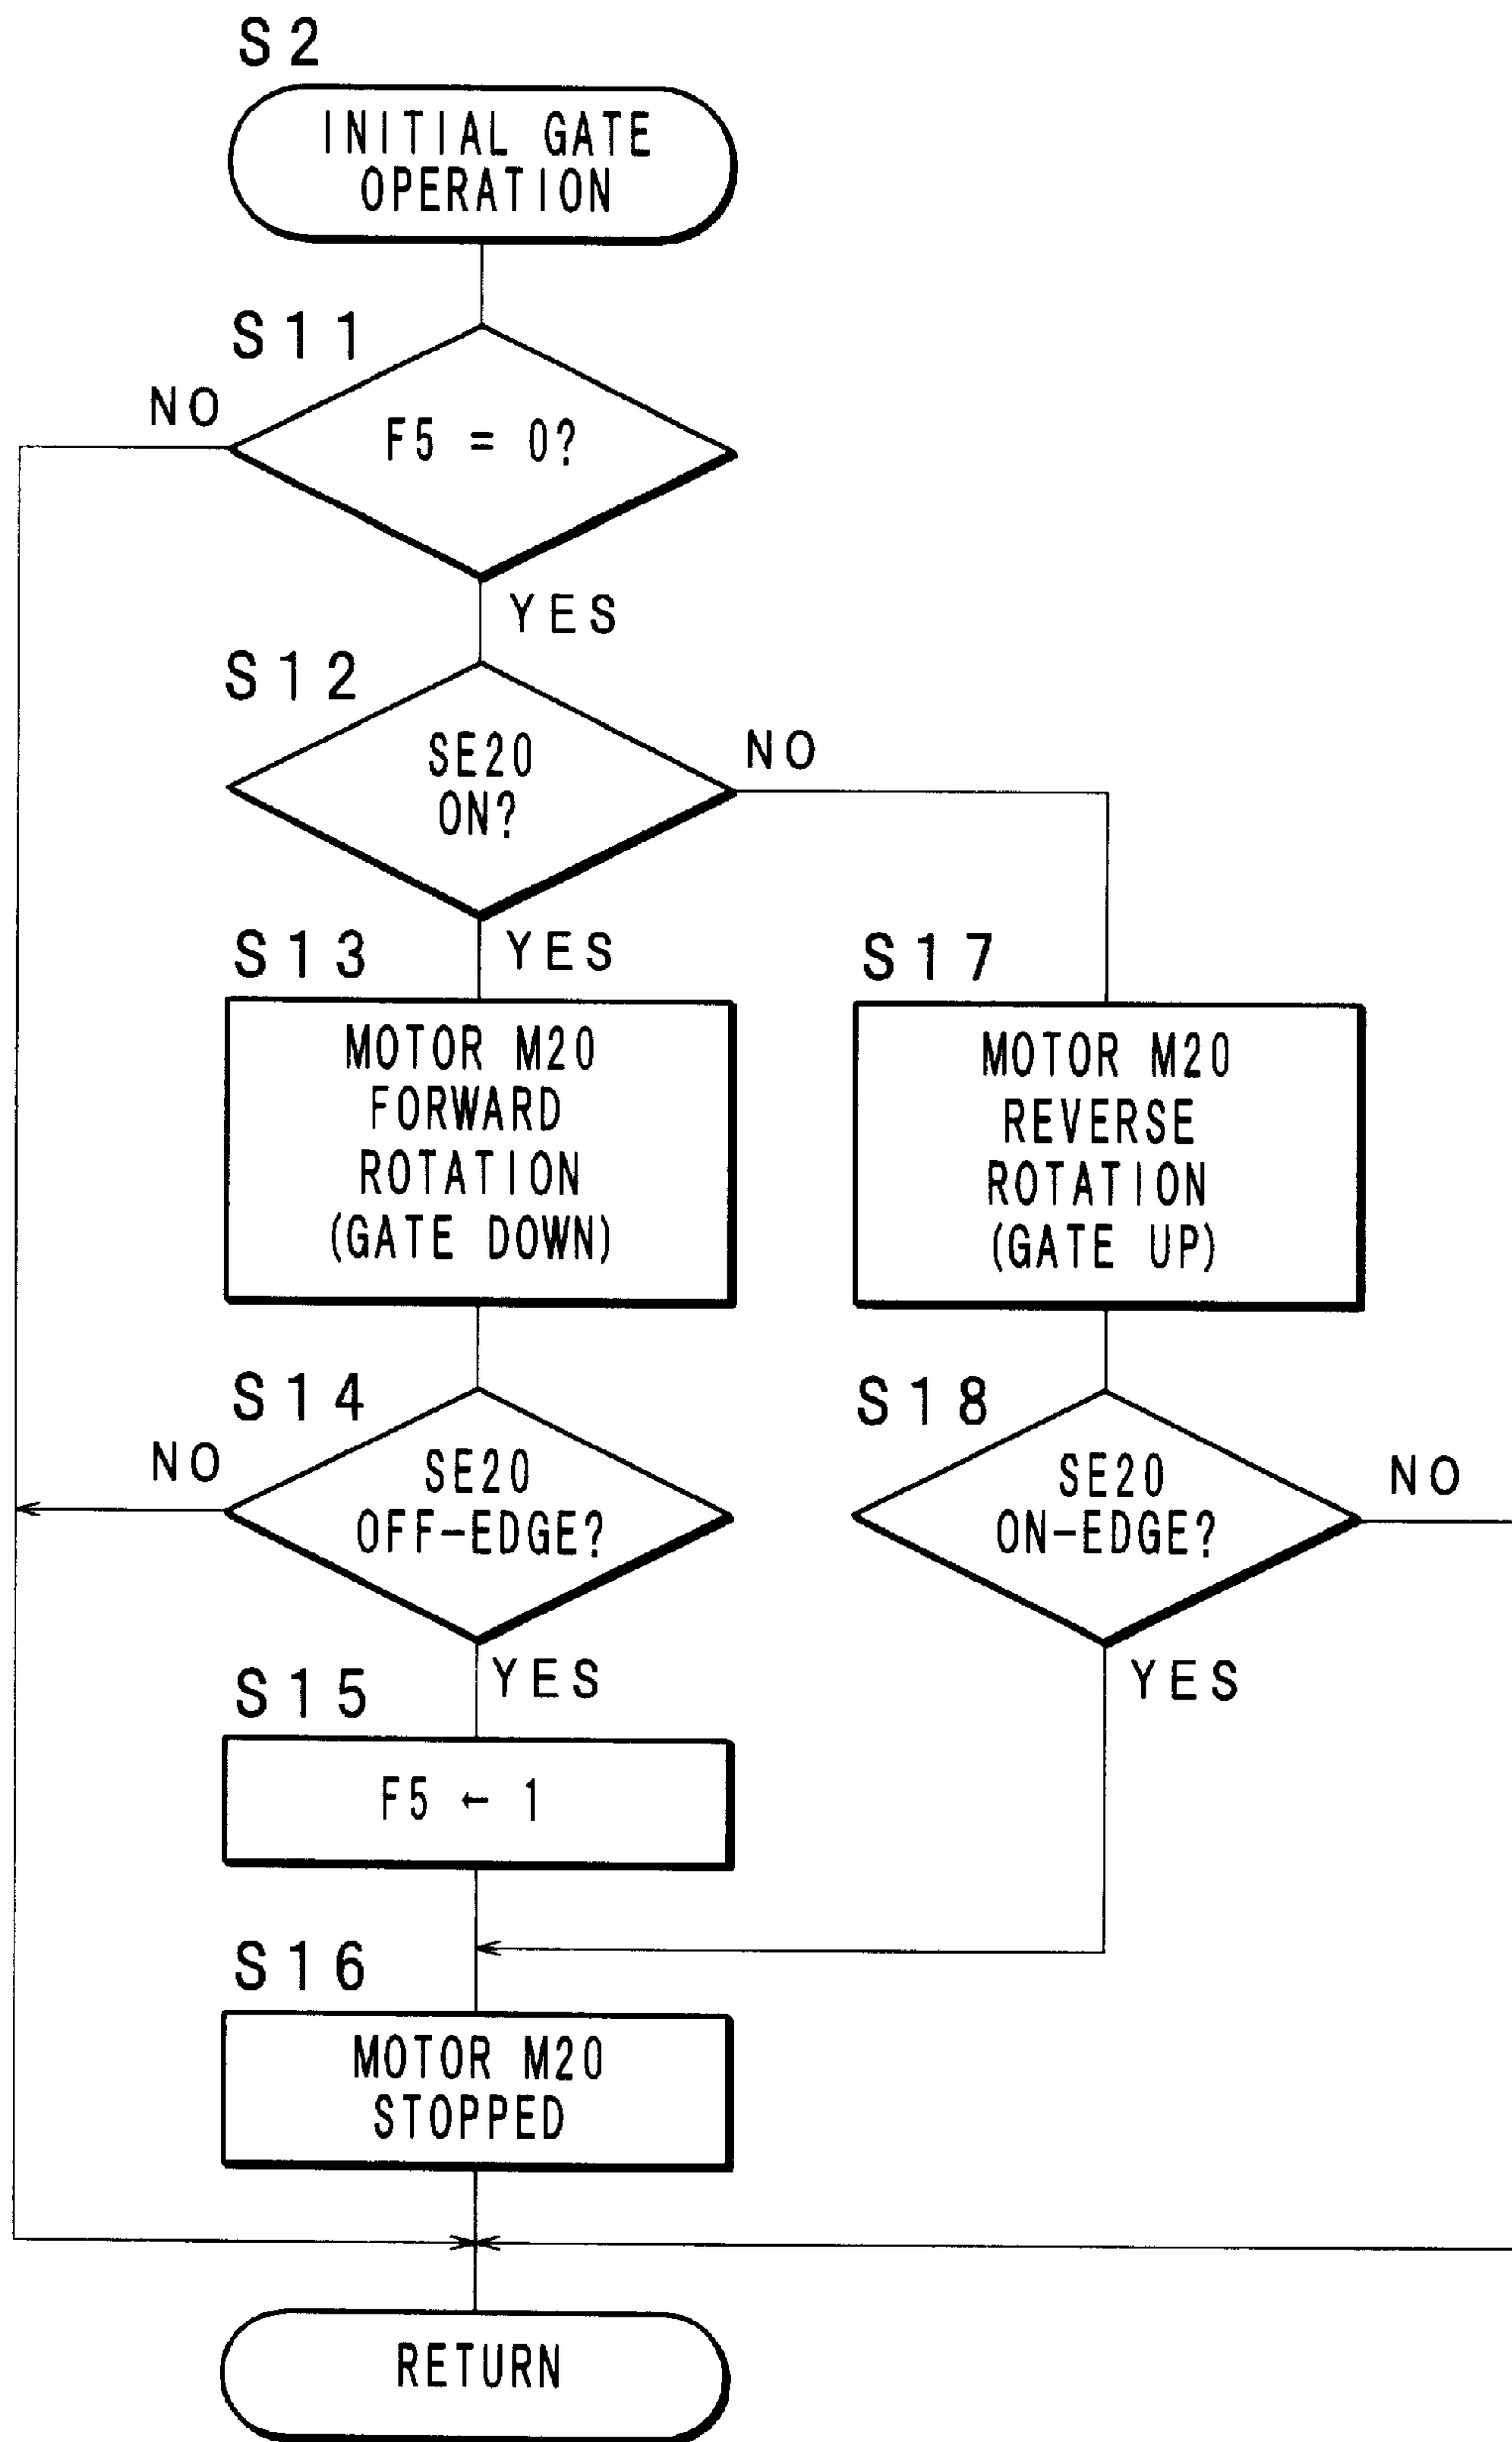 S2
INITIAL GATE
OPERATION
S11
NO
F5 = 0?
YES
S12
SE20
ON?
NO
YES
S13
MOTOR M20
FORWARD
ROTATION
(GATE DOWN)
S17
MOTOR M20
REVERSE
ROTATION
(GATE UP)
S14
NO
SE20
OFF-EDGE?
YES
S18
SE20
ON-EDGE?
NO
YES
S15
F5 ← 1
S16
MOTOR M20
STOPPED
RETURN